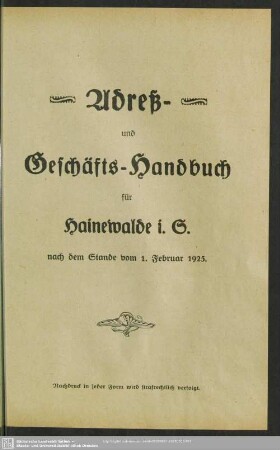 Adreß-
und
Geschäfts-Handbuch
für
Hainewalde i. S.
nach dem Stande vom 1. Februar 1925.
Nachdruck in jeder Form wird strafrechtlich verfolgt.